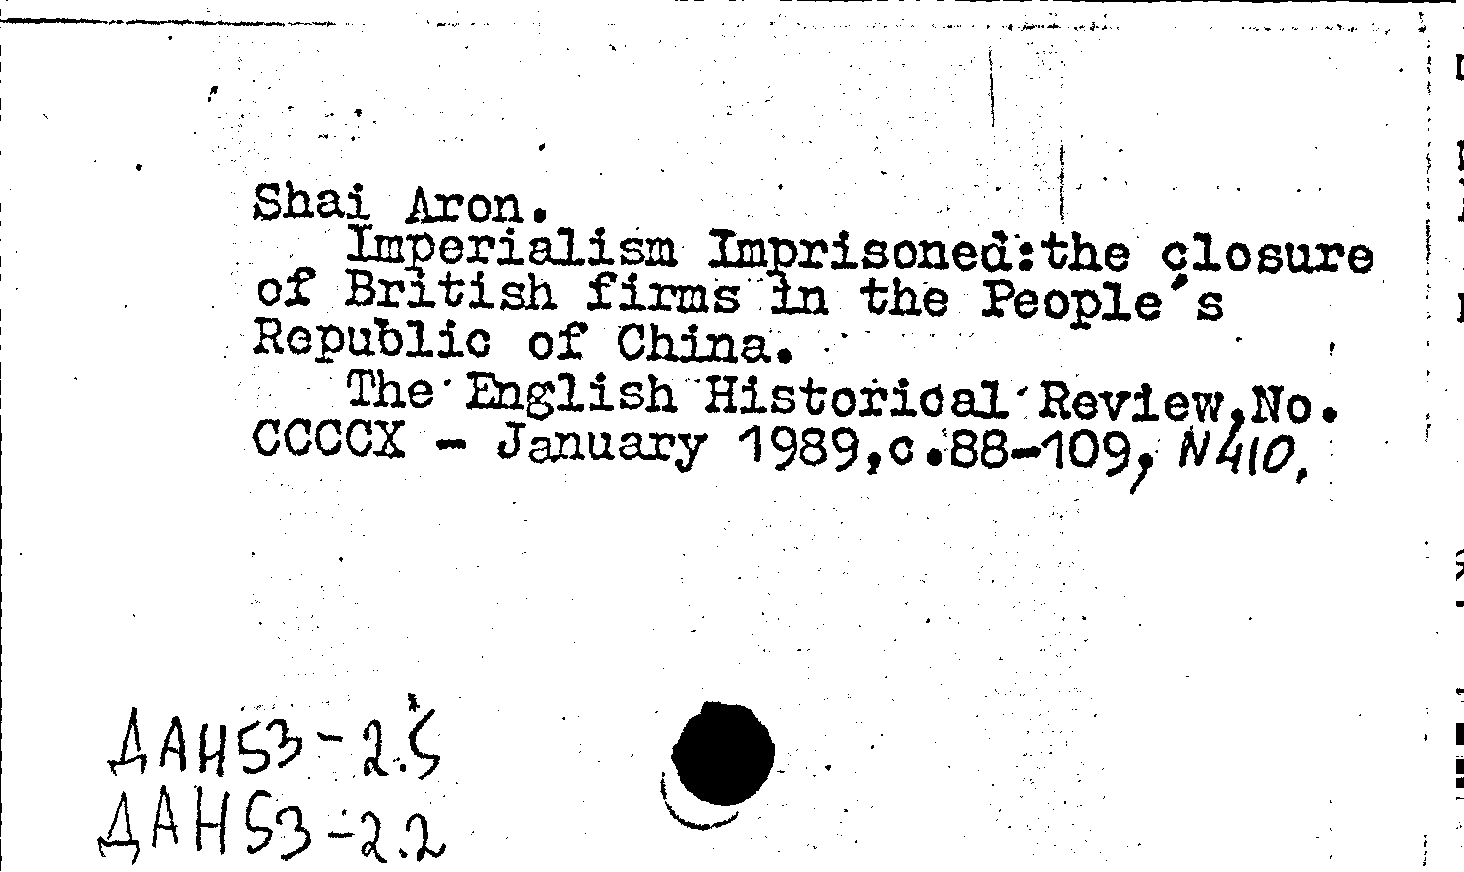 Shai Aron.
Imperialism Imprisoned:the closure
of British firms in the People's
Republic of China.
The English Historical Review,No.
CCCCX - January 1989,c.88-109, N410.
ДАН53-2.5
ДАН53-2.2